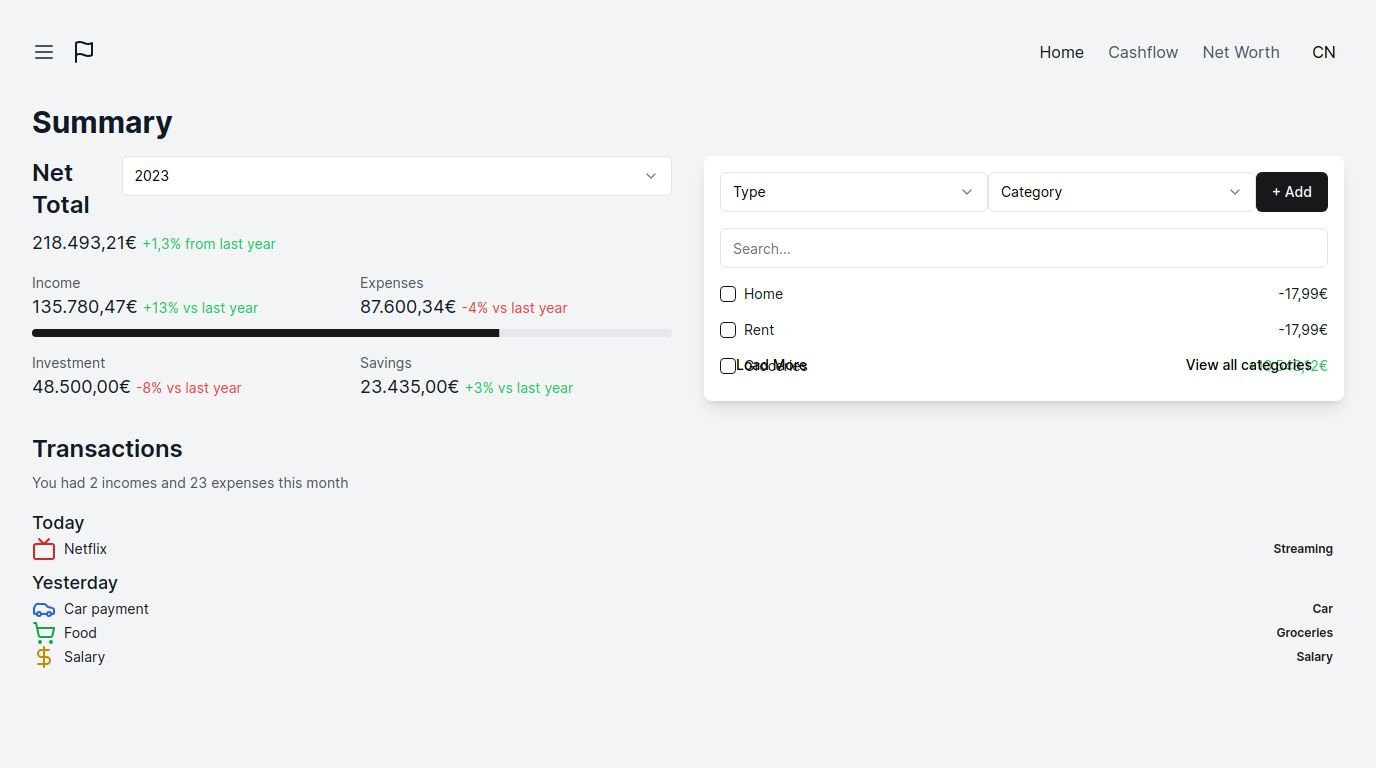 Home Cashflow Net Worth CN
Summary
Net
Total
2023
218.493,21€ +1,3% from last year
Income
135.780,47€ +13% vs last year
Expenses
87.600,34€ -4% vs last year
Investment
48.500,00€ -8% vs last year
Savings
23.435,00€ +3% vs last year
Type
Category
+ Add
Search...
Home -17,99€
Rent -17,99€
Groceries
Load More
View all categories
Transactions
You had 2 incomes and 23 expenses this month
Today
Netflix Streaming
Yesterday
Car payment Car
Food Groceries
Salary Salary